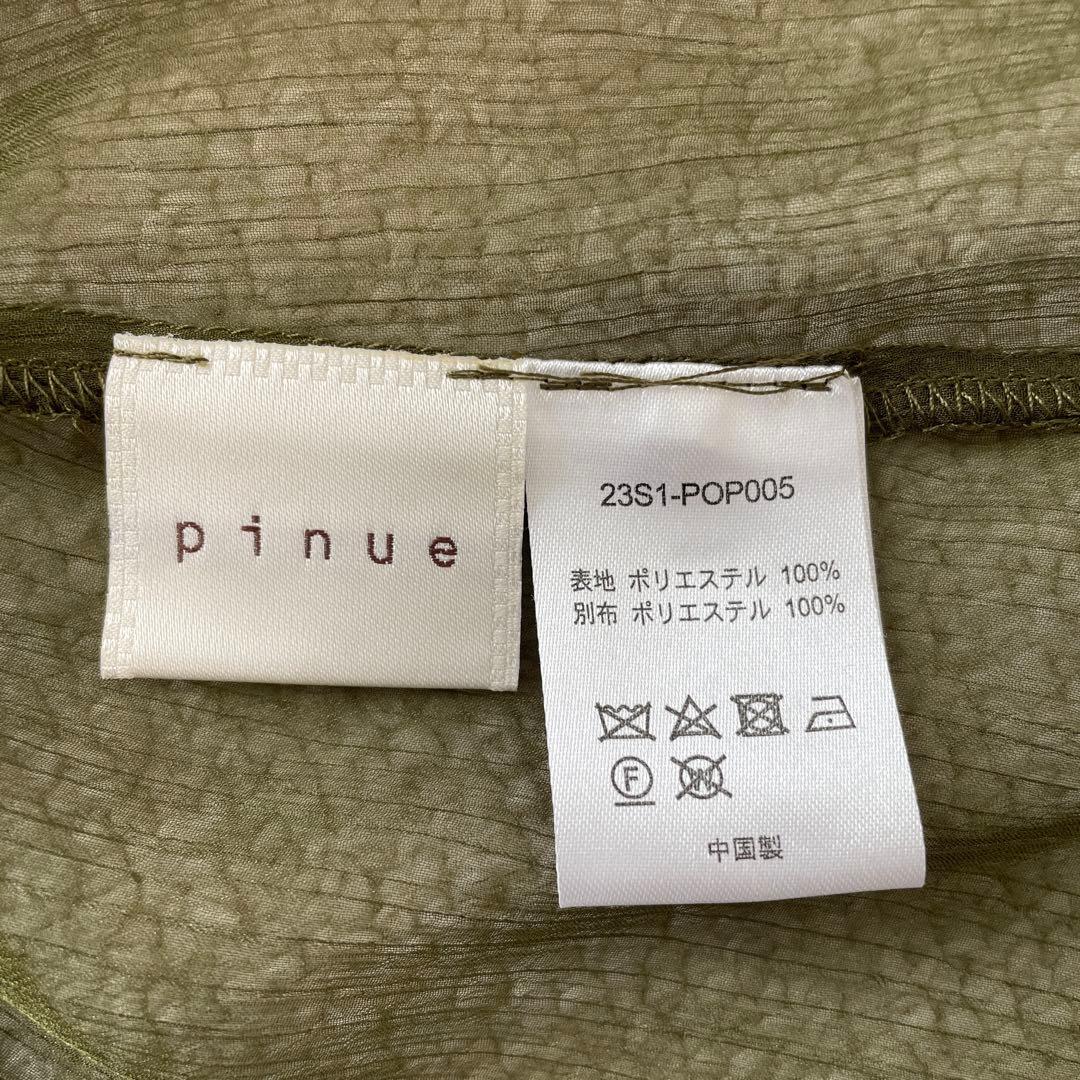 pinue
23S1-POP005
表地 ポリエステル 100%
別布 ポリエステル 100%
F W
中国製